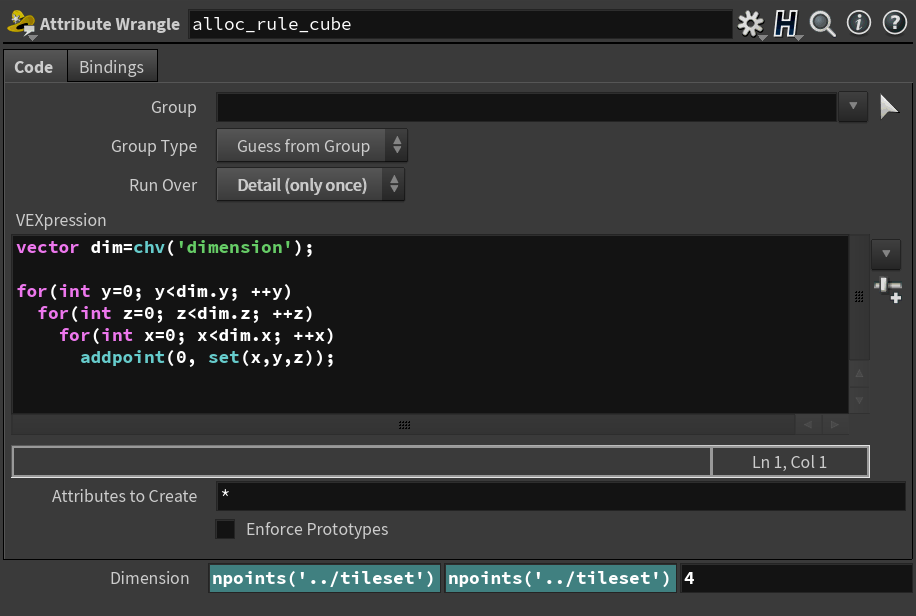 Attribute Wrangle alloc_rule_cube
Code Bindings
Group
Group Type Guess from Group
Run Over Detail (only once)
VEXpression
vector dim=chv('dimension');
for(int y=0; y<dim.y; ++y)
for(int z=0; z<dim.z; ++z)
for(int x=0; x<dim.x; ++x)
addpoint(0, set(x,y,z));
Ln 1, Col 1
Attributes to Create *
Enforce Prototypes
Dimension npoints('../tileset') npoints('../tileset') 4